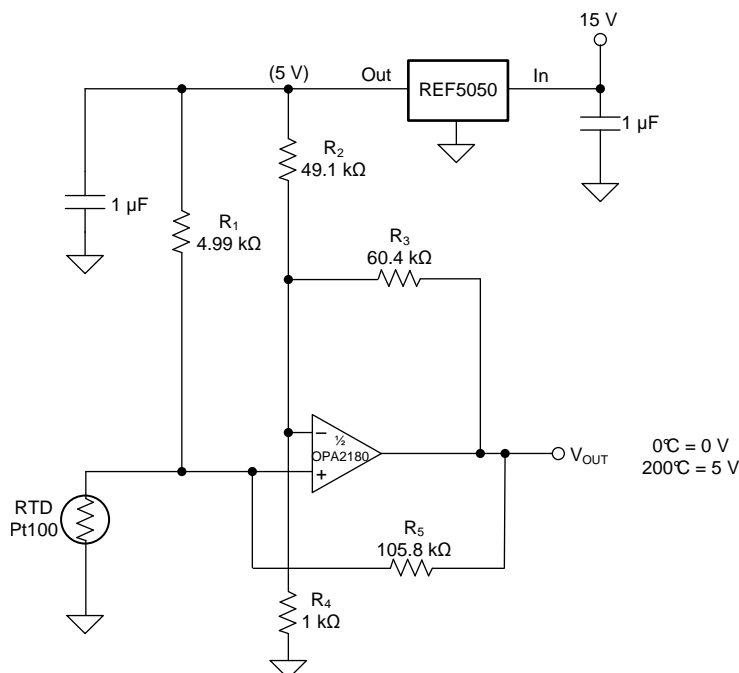 15 V
(5 V)
Out
REF5050
In
1 µF
R2
49.1 kΩ
1 µF
R1
4.99 kΩ
R3
60.4 kΩ
–
½
OPA2180
+
VOUT
0°C = 0 V
200°C = 5 V
RTD
Pt100
R5
105.8 kΩ
R4
1 kΩ